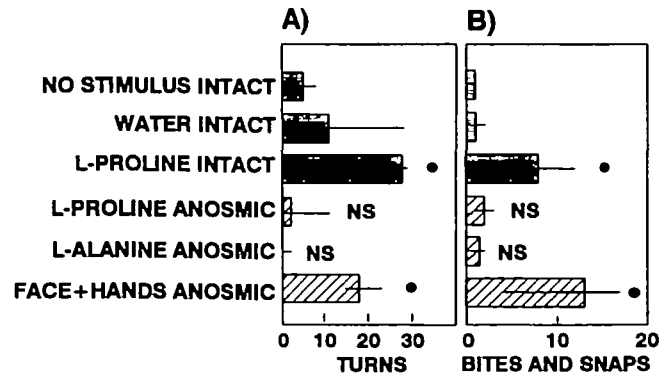 A) B)
NO STIMULUS INTACT
WATER INTACT
L-PROLINE INTACT
L-PROLINE ANOSMIC NS NS
L-ALANINE ANOSMIC NS NS
FACE+HANDS ANOSMIC
0 10 20 30 0 10 20
TURNS BITES AND SNAPS